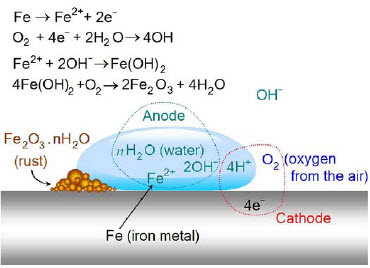 Fe → Fe²⁺ + 2e⁻
O₂ + 4e⁻ + 2H₂O → 4OH
Fe²⁺ + 2OH⁻ → Fe(OH)₂
4Fe(OH)₂ + O₂ → 2Fe₂O₃ + 4H₂O
OH⁻
Anode
Fe₂O₃.nH₂O
(rust)
nH₂O (water)
2OH⁻
4H⁺
Fe²⁺
O₂ (oxygen
from the air)
4e⁻
Cathode
Fe (iron metal)